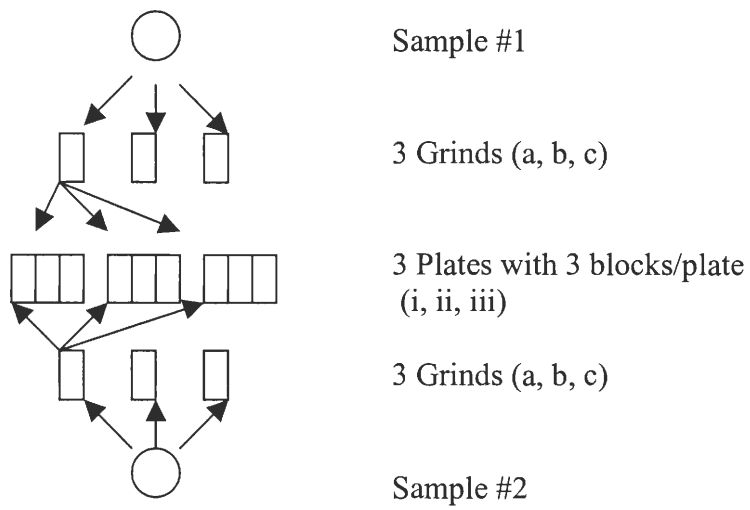 Sample #1
3 Grinds (a, b, c)
3 Plates with 3 blocks/plate
(i, ii, iii)
3 Grinds (a, b, c)
Sample #2